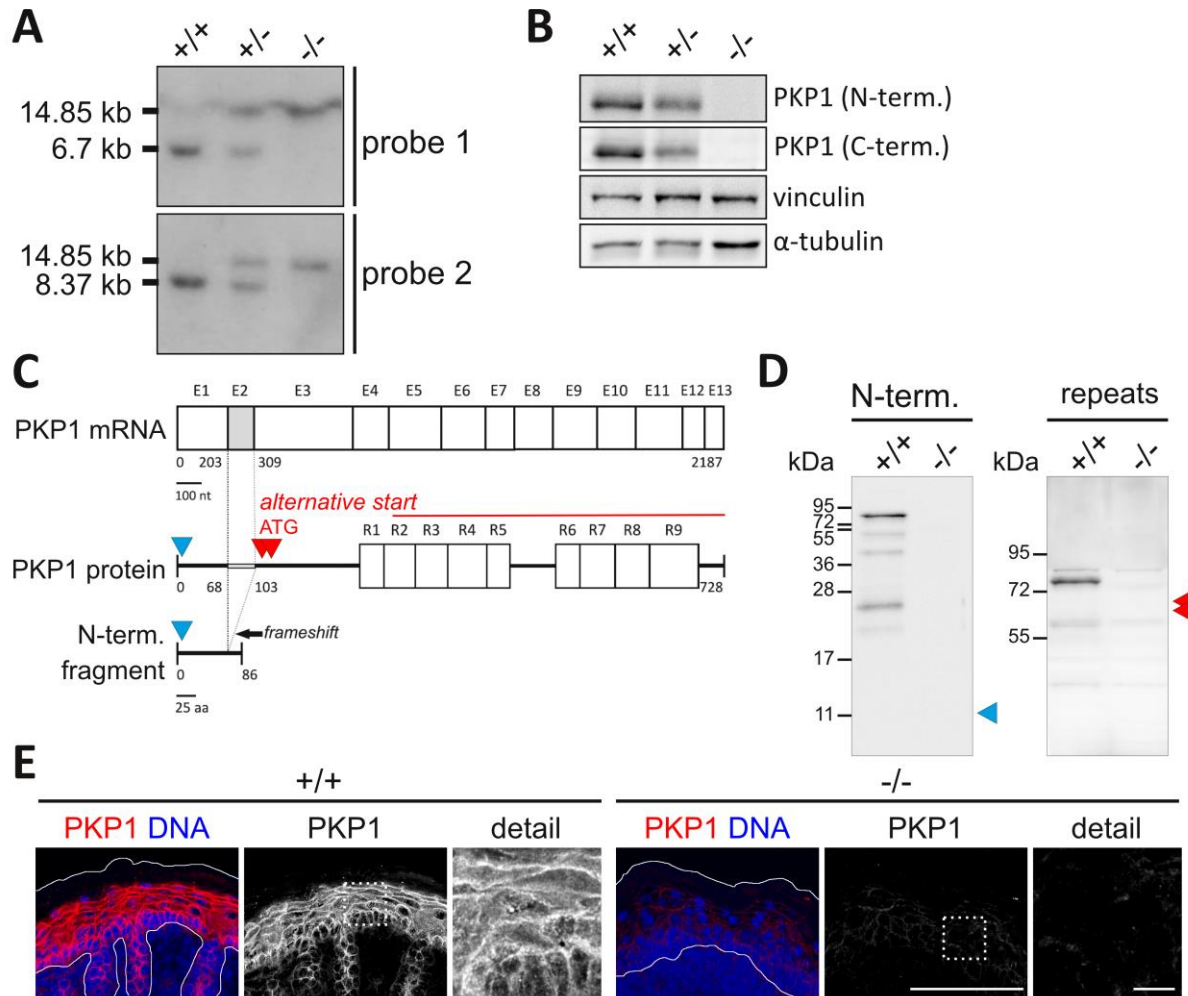 A
+/+ +/- -/-
14.85 kb
6.7 kb
probe 1
14.85 kb
8.37 kb
probe 2
B
+/+ +/- -/-
PKP1 (N-term.)
PKP1 (C-term.)
vinculin
α-tubulin
C
E1 E2 E3 E4 E5 E6 E7 E8 E9 E10 E11 E12 E13
PKP1 mRNA
0 203 309 2187
100 nt
alternative start
ATG
R1 R2 R3 R4 R5 R6 R7 R8 R9
PKP1 protein
0 68 103 728
N-term.
fragment
frameshift
0 86
25 aa
D
N-term.
kDa +/+ -/-
95
72
55
36
28
17
11
repeats
kDa +/+ -/-
95
72
55
E
+/+
PKP1 DNA PKP1 detail
-/-
PKP1 DNA PKP1 detail